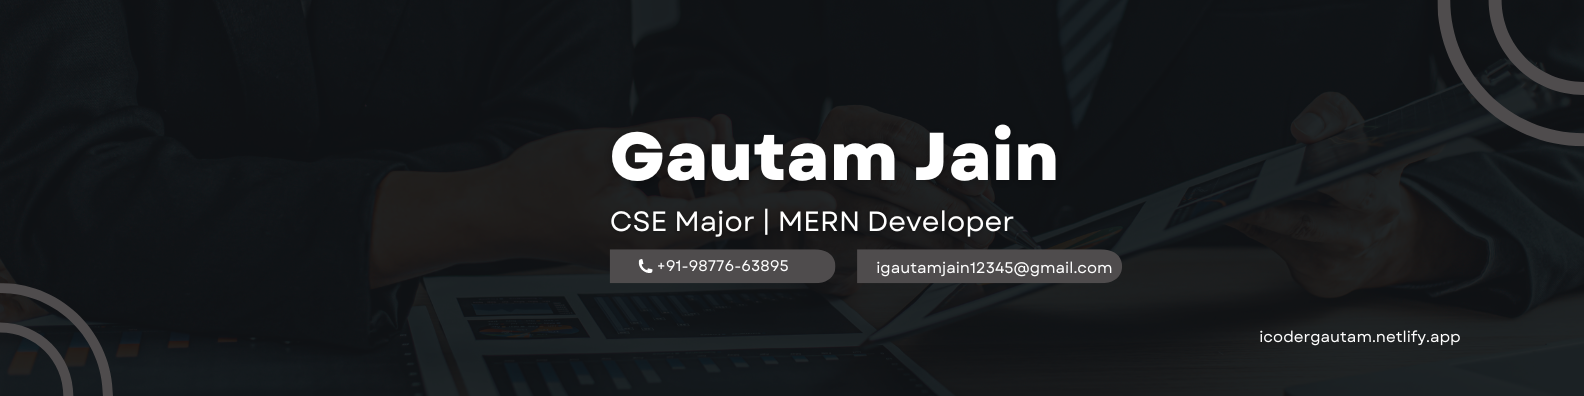 Gautam Jain
CSE Major | MERN Developer
+91-98776-63895
igautamjain12345@gmail.com
icodergautam.netlify.app